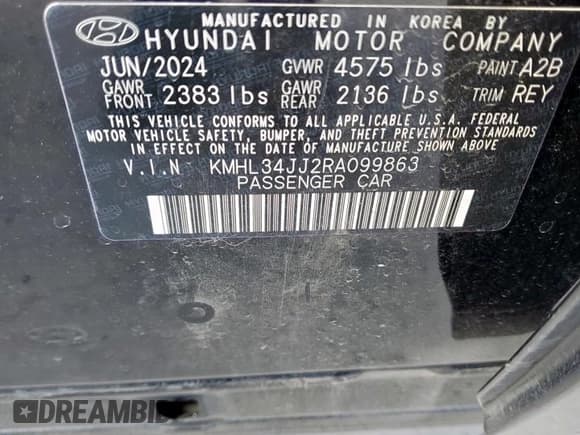 MANUFACTURED IN KOREA BY
HYUNDAI MOTOR COMPANY
JUN/2024 GVWR 4575 lbs PAINT A2B
GAWR FRONT 2383 lbs GAWR REAR 2136 lbs TRIM REY
THIS VEHICLE CONFORMS TO ALL APPLICABLE U.S.A. FEDERAL
MOTOR VEHICLE SAFETY, BUMPER, AND THEFT PREVENTION STANDARDS
IN EFFECT ON THE DATE OF MANUFACTURE SHOWN ABOVE.
V.I.N KMHL34JJ2RA099863
PASSENGER CAR
DREAMBID